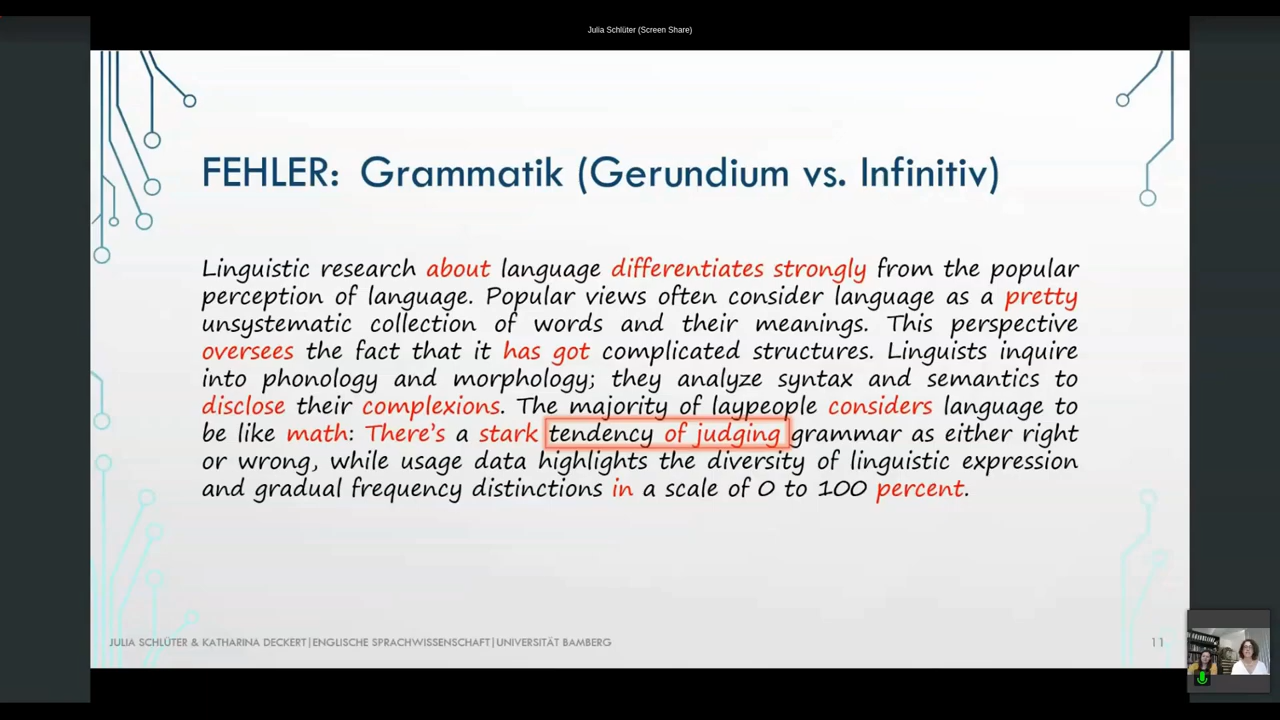 Julia Schlüter (Screen Share)
FEHLER: Grammatik (Gerundium vs. Infinitiv)
Linguistic research about language differentiates strongly from the popular
perception of language. Popular views often consider language as a pretty
unsystematic collection of words and their meanings. This perspective
oversees the fact that it has got complicated structures. Linguists inquire
into phonology and morphology; they analyze syntax and semantics to
disclose their complexions. The majority of laypeople considers language to
be like math: There's a stark tendency of judging grammar as either right
or wrong, while usage data highlights the diversity of linguistic expression
and gradual frequency distinctions in a scale of 0 to 100 percent.
JULIA SCHLÜTER & KATHARINA DECKERT|ENGLISCHE SPRACHWISSENSCHAFT|UNIVERSITÄT BAMBERG
11